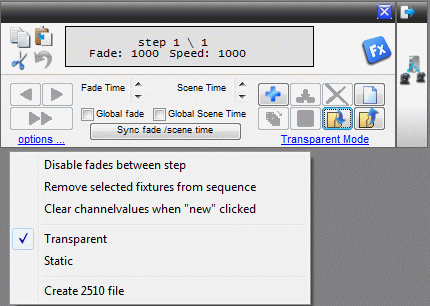 step 1 \ 1
Fade: 1000 Speed: 1000
Fx
Fade Time
Scene Time
Global fade
Global Scene Time
Sync fade /scene time
options ...
Transparent Mode
Disable fades between step
Remove selected fixtures from sequence
Clear channelvalues when "new" clicked
Transparent
Static
Create 2510 file